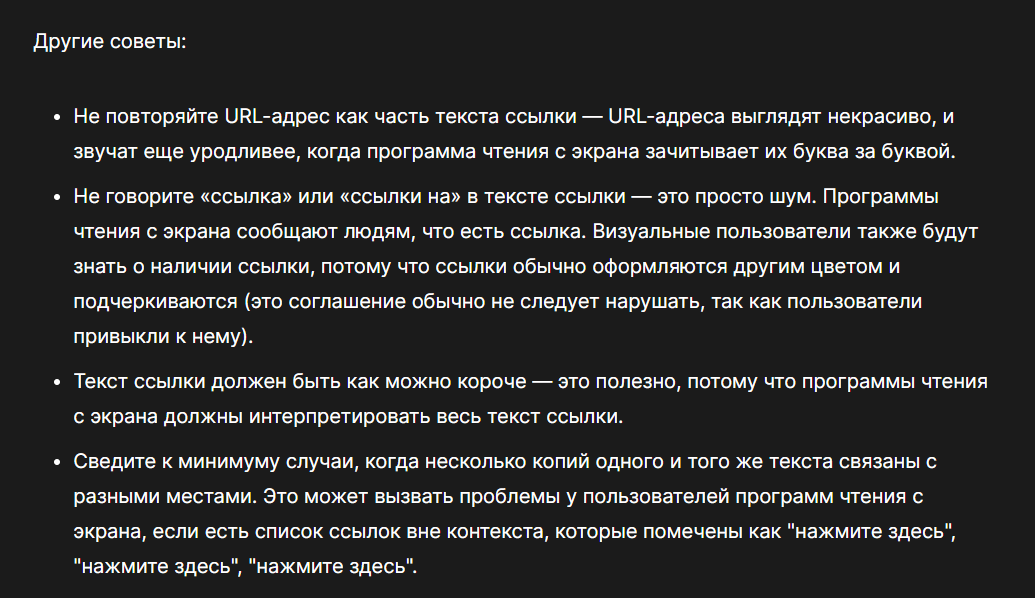 Другие советы:
• Не повторяйте URL-адрес как часть текста ссылки — URL-адреса выглядят некрасиво, и
звучат еще уродливее, когда программа чтения с экрана зачитывает их буква за буквой.
• Не говорите «ссылка» или «ссылки на» в тексте ссылки — это просто шум. Программы
чтения с экрана сообщают людям, что есть ссылка. Визуальные пользователи также будут
знать о наличии ссылки, потому что ссылки обычно оформляются другим цветом и
подчеркиваются (это соглашение обычно не следует нарушать, так как пользователи
привыкли к нему).
• Текст ссылки должен быть как можно короче — это полезно, потому что программы чтения
с экрана должны интерпретировать весь текст ссылки.
• Сведите к минимуму случаи, когда несколько копий одного и того же текста связаны с
разными местами. Это может вызвать проблемы у пользователей программ чтения с
экрана, если есть список ссылок вне контекста, которые помечены как "нажмите здесь",
"нажмите здесь", "нажмите здесь".